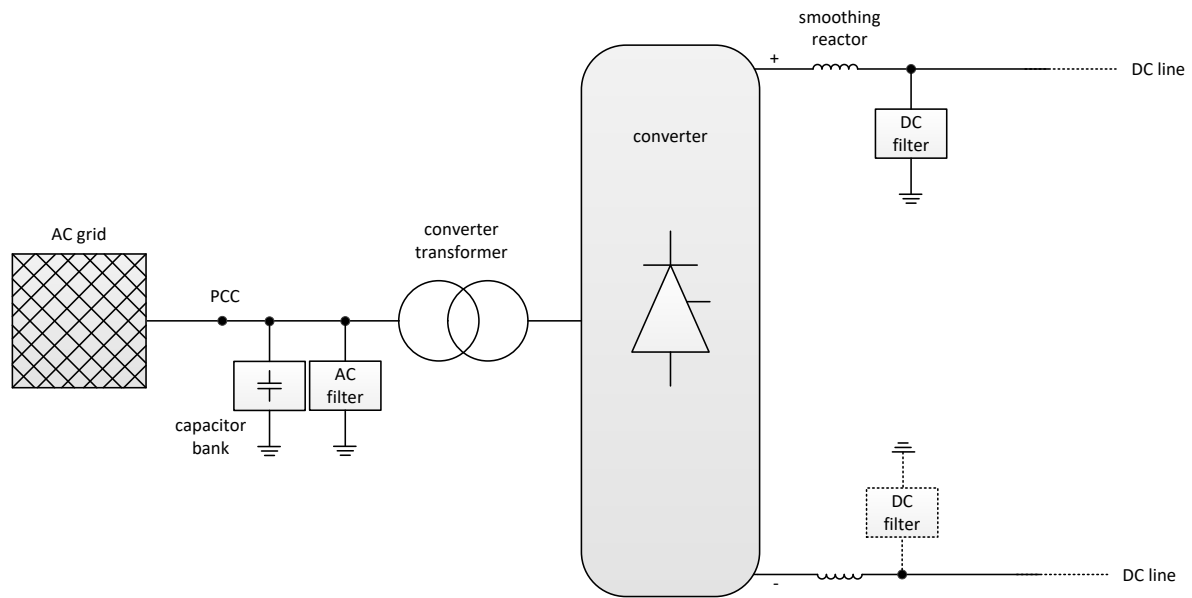 smoothing
reactor
+
DC line
DC
filter
converter
AC grid
converter
transformer
PCC
AC
filter
capacitor
bank
DC
filter
-
DC line